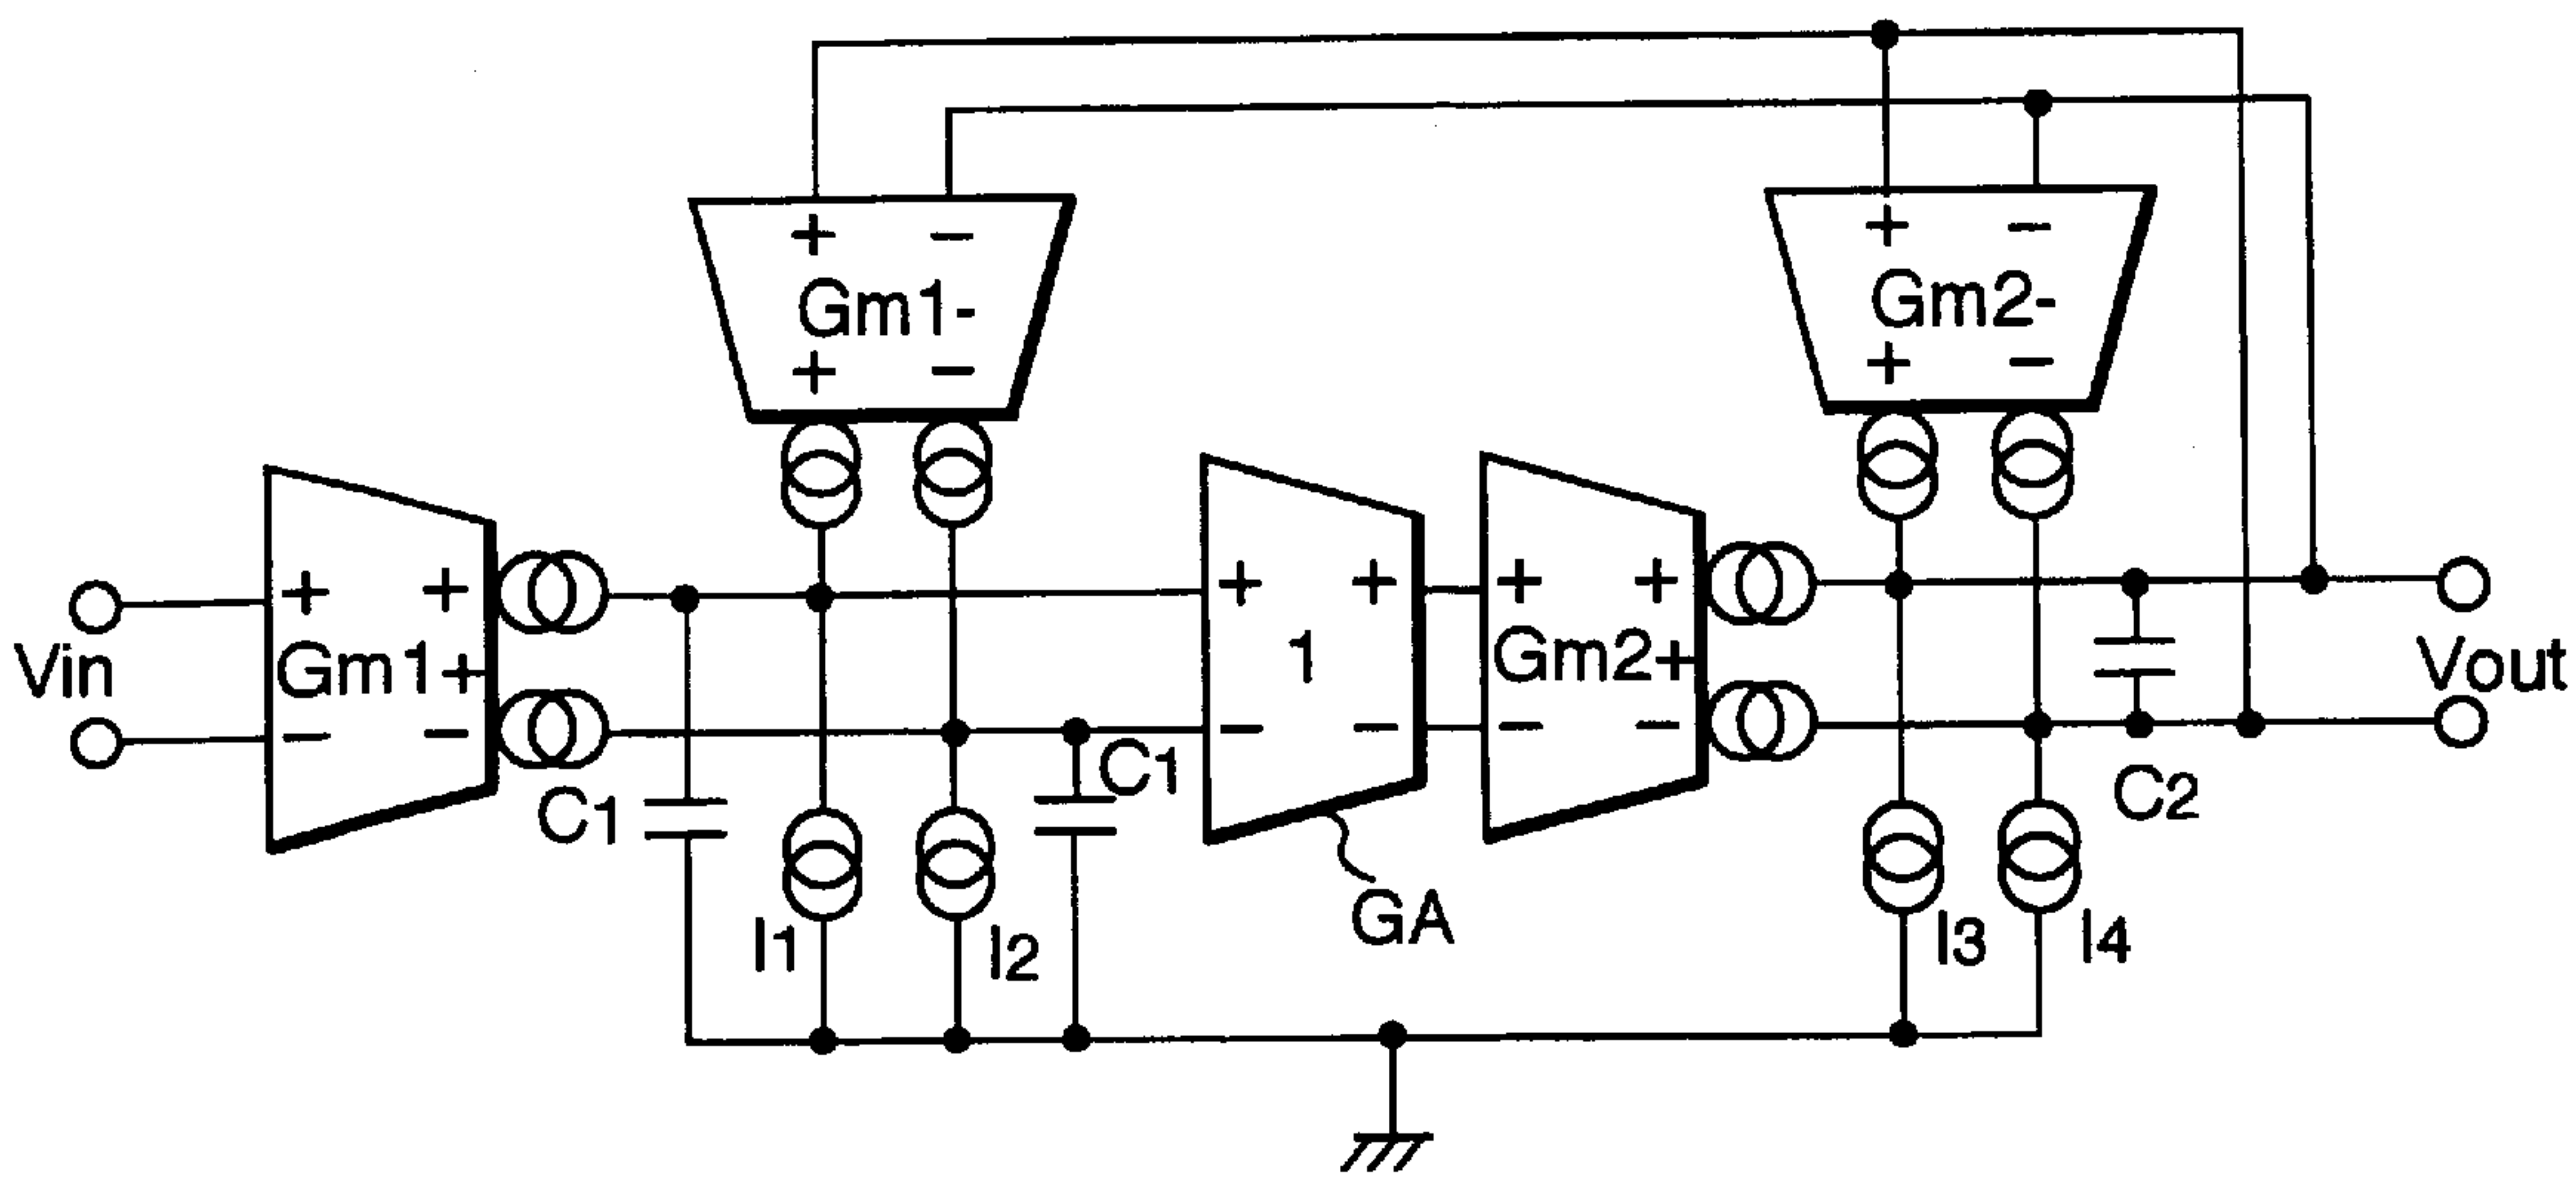 + −
Gm1-
+ −
+ −
Gm2-
+ −
Vin
+ +
Gm1+
− −
+ +
1
− −
GA
+ +
Gm2+
− −
Vout
C1
I1
I2
C1
I3
I4
C2